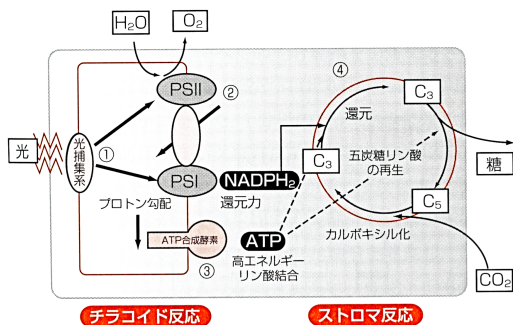 H₂O
O₂
PSII
②
④
C₃
還元
光
光捕集系
①
五炭糖リン酸
の再生
糖
PSI
NADPH₂
C₃
還元力
C₅
プロトン勾配
ATP合成酵素
ATP
カルボキシル化
③
高エネルギー
リン酸結合
CO₂
チラコイド反応
ストロマ反応